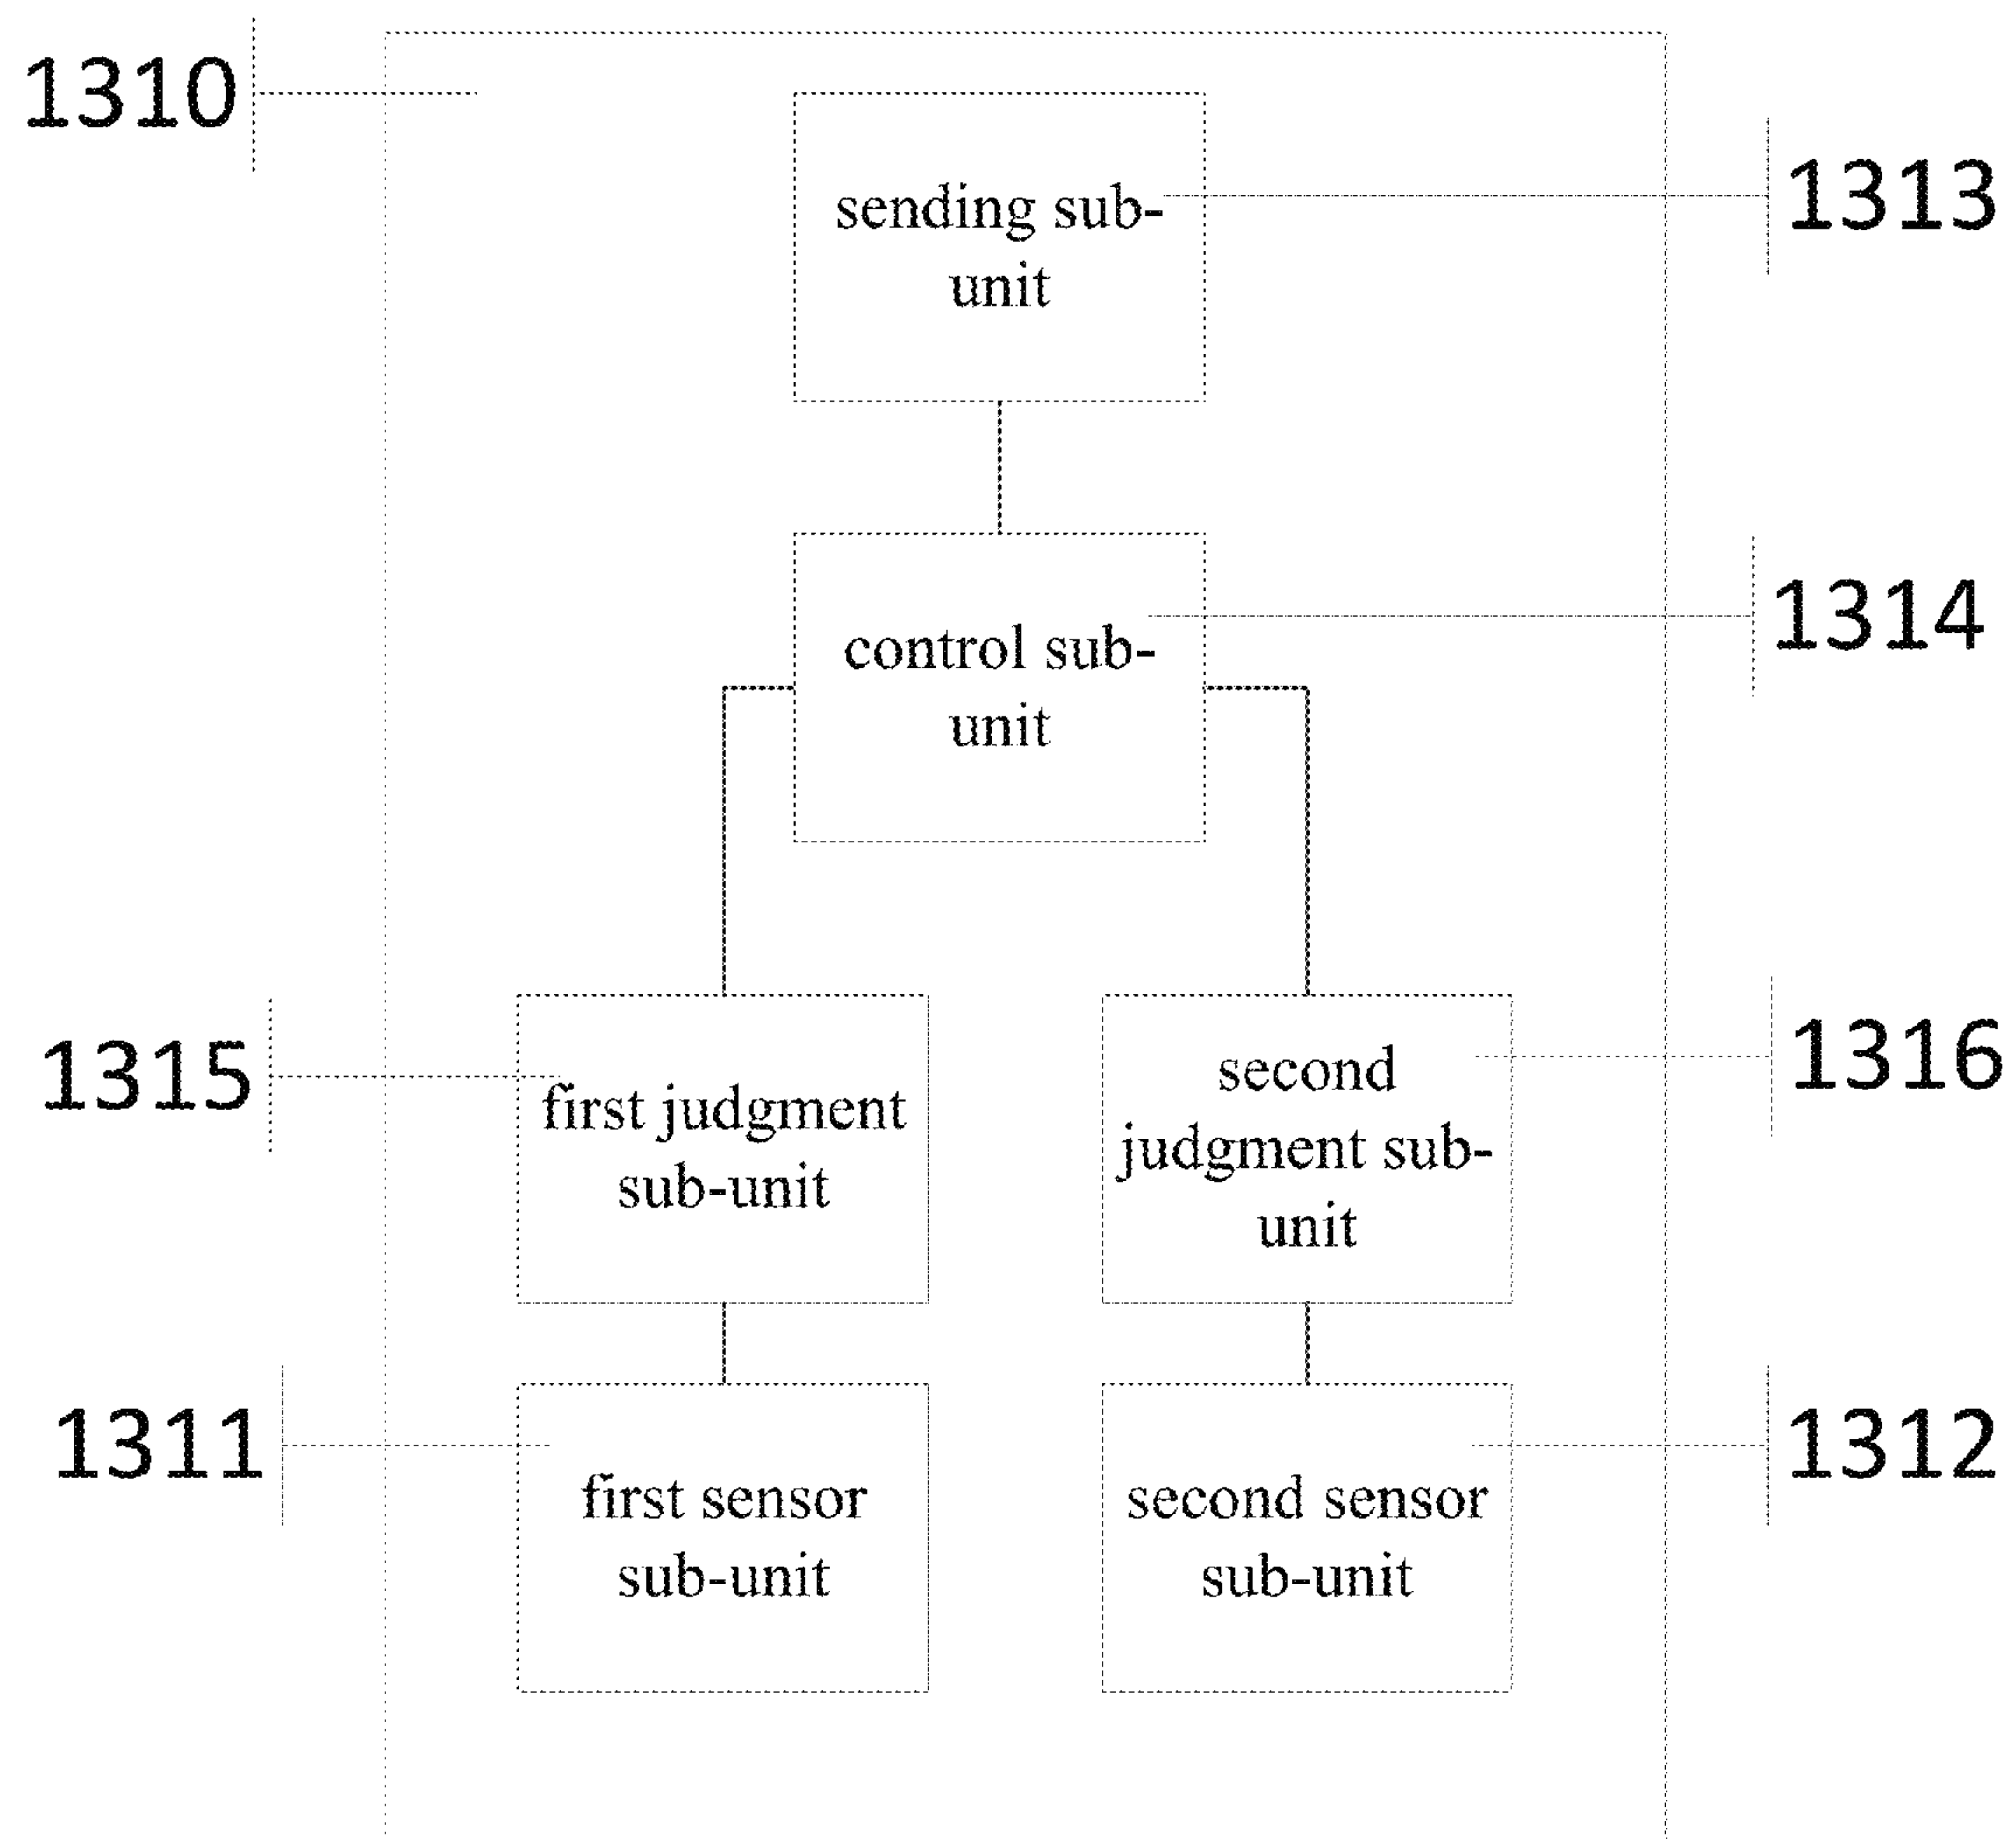 1310
sending sub-
unit
1313
control sub-
unit
1314
1315
first judgment
sub-unit
second
judgment sub-
unit
1316
1311
first sensor
sub-unit
second sensor
sub-unit
1312